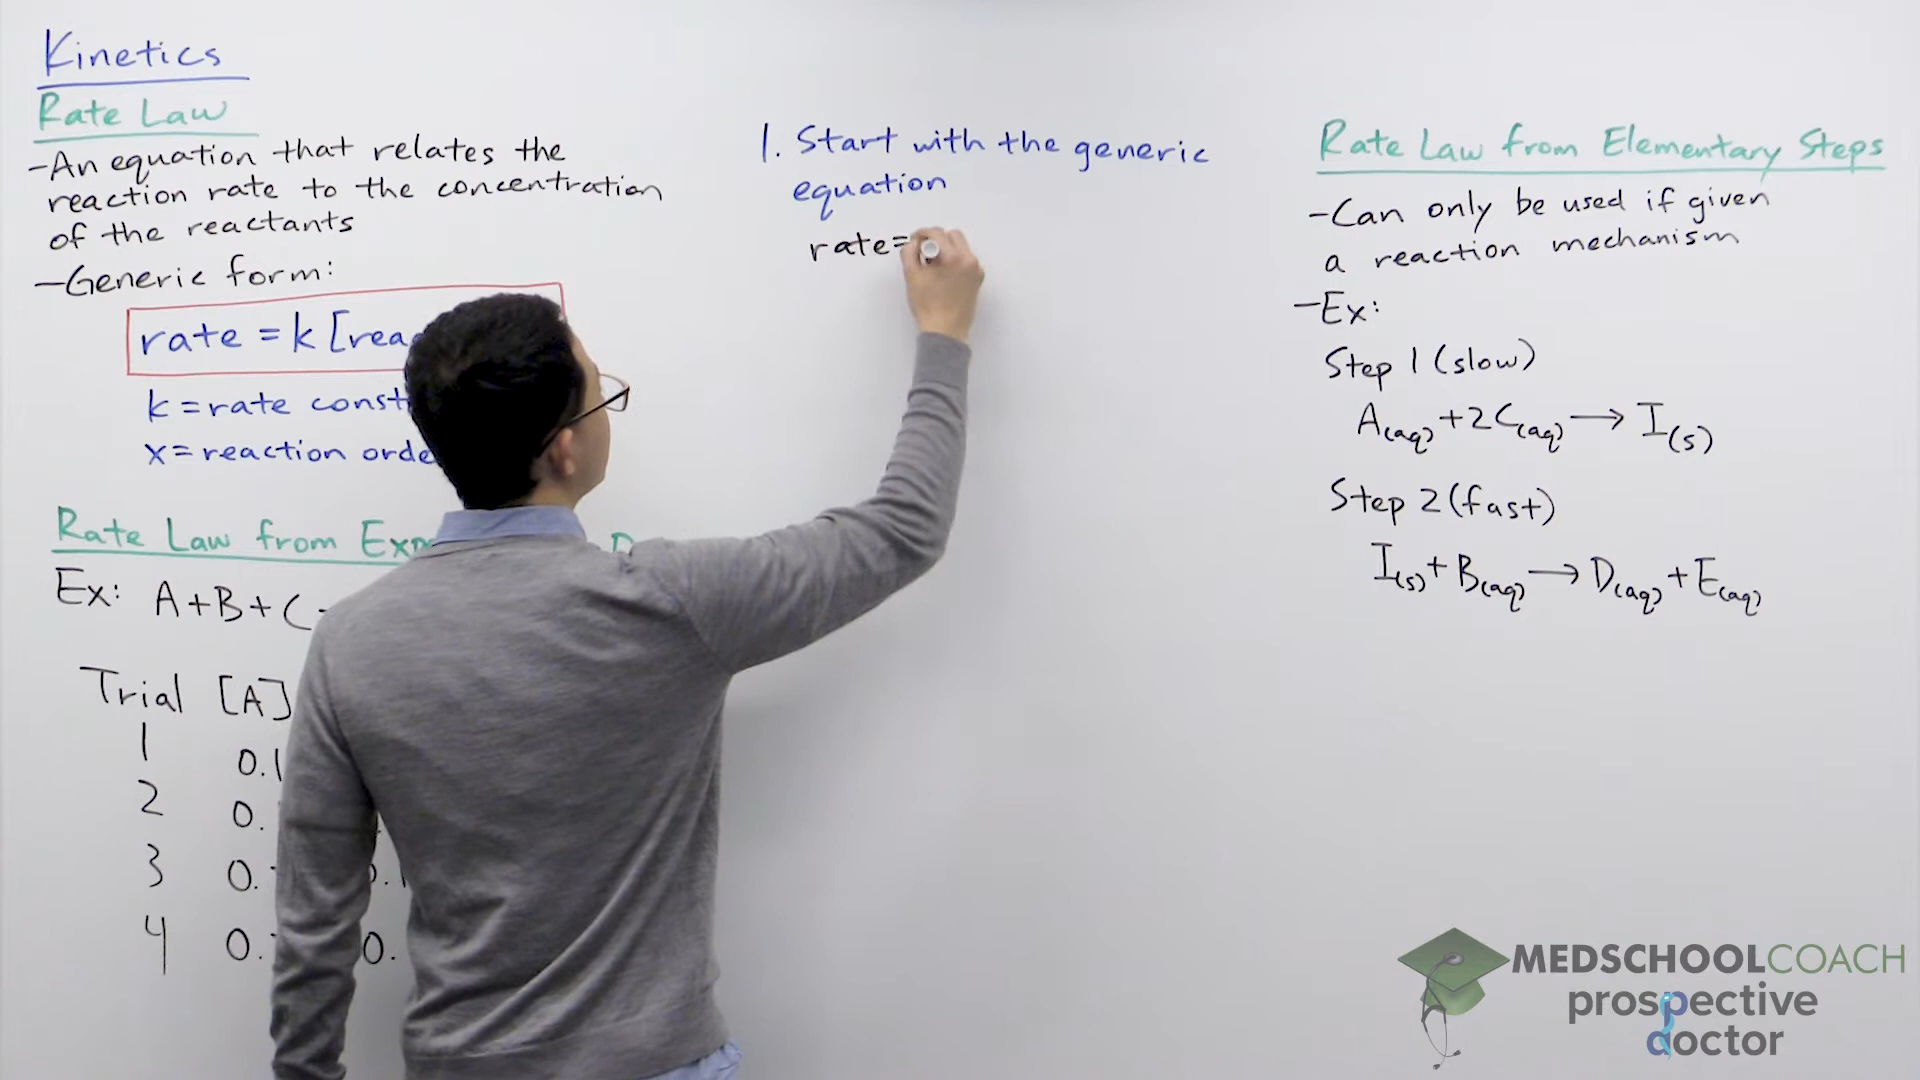 Kinetics
Rate Law
-An equation that relates the
reaction rate to the concentration
of the reactants
-Generic form:
rate = k [reac
k = rate const
x = reaction orde
Rate Law from Exp
Ex: A+B+C
Trial [A]
1 0.1
2 0.
3 0. 0.1
4 0. 0.
1. Start with the generic
equation
rate=
Rate Law from Elementary Steps
-Can only be used if given
a reaction mechanism
-Ex:
Step 1 (slow)
A(aq) + 2C(aq) → I(s)
Step 2 (fast)
I(s) + B(aq) → D(aq) + E(aq)
MEDSCHOOLCOACH
prospective
doctor